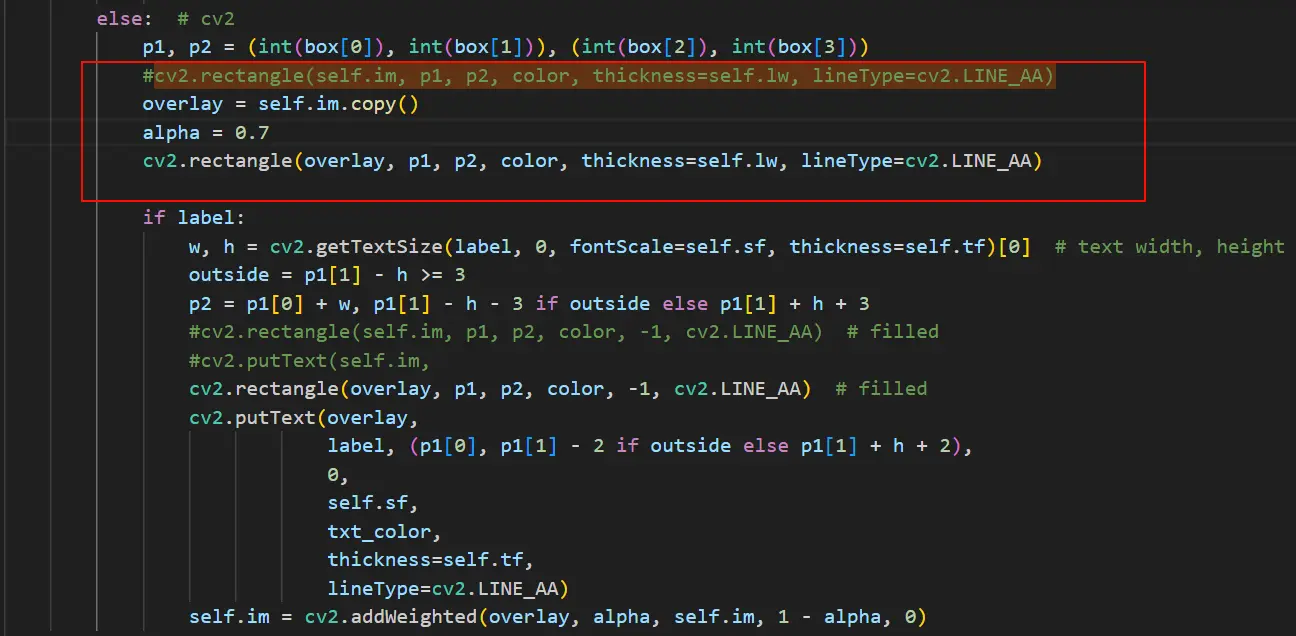 else:  # cv2
p1, p2 = (int(box[0]), int(box[1])), (int(box[2]), int(box[3]))
#cv2.rectangle(self.im, p1, p2, color, thickness=self.lw, lineType=cv2.LINE_AA)
overlay = self.im.copy()
alpha = 0.7
cv2.rectangle(overlay, p1, p2, color, thickness=self.lw, lineType=cv2.LINE_AA)
if label:
w, h = cv2.getTextSize(label, 0, fontScale=self.sf, thickness=self.tf)[0]  # text width, height
outside = p1[1] - h >= 3
p2 = p1[0] + w, p1[1] - h - 3 if outside else p1[1] + h + 3
#cv2.rectangle(self.im, p1, p2, color, -1, cv2.LINE_AA)  # filled
#cv2.putText(self.im,
cv2.rectangle(overlay, p1, p2, color, -1, cv2.LINE_AA)  # filled
cv2.putText(overlay,
label, (p1[0], p1[1] - 2 if outside else p1[1] + h + 2),
0,
self.sf,
txt_color,
thickness=self.tf,
lineType=cv2.LINE_AA)
self.im = cv2.addWeighted(overlay, alpha, self.im, 1 - alpha, 0)